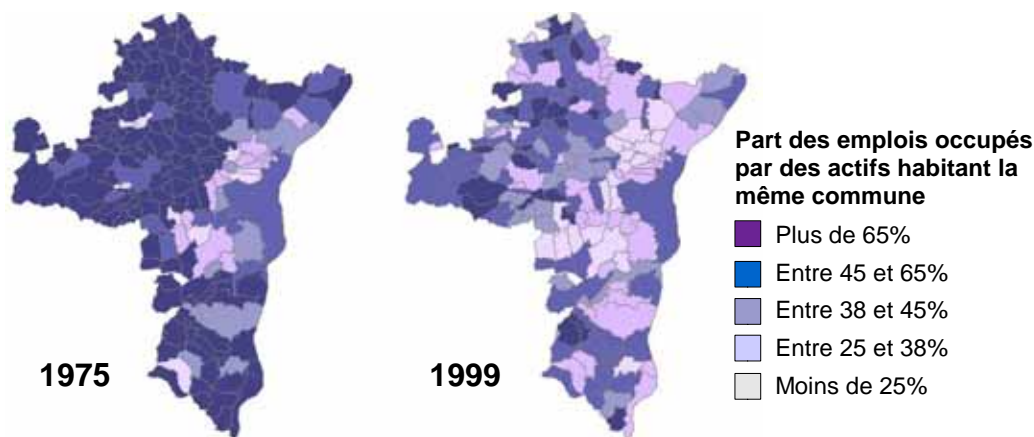 1975
1999
Part des emplois occupés
par des actifs habitant la
même commune
Plus de 65%
Entre 45 et 65%
Entre 38 et 45%
Entre 25 et 38%
Moins de 25%